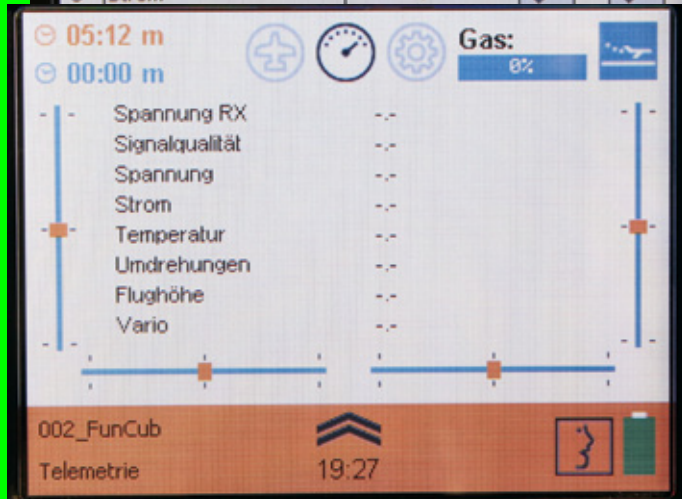 05:12 m
00:00 m
Gas:
0%
Spannung RX -.-
Signalqualität -.-
Spannung -.-
Strom -.-
Temperatur -.-
Umdrehungen -.-
Flughöhe -.-
Vario -.-
002_FunCub
Telemetrie
19:27